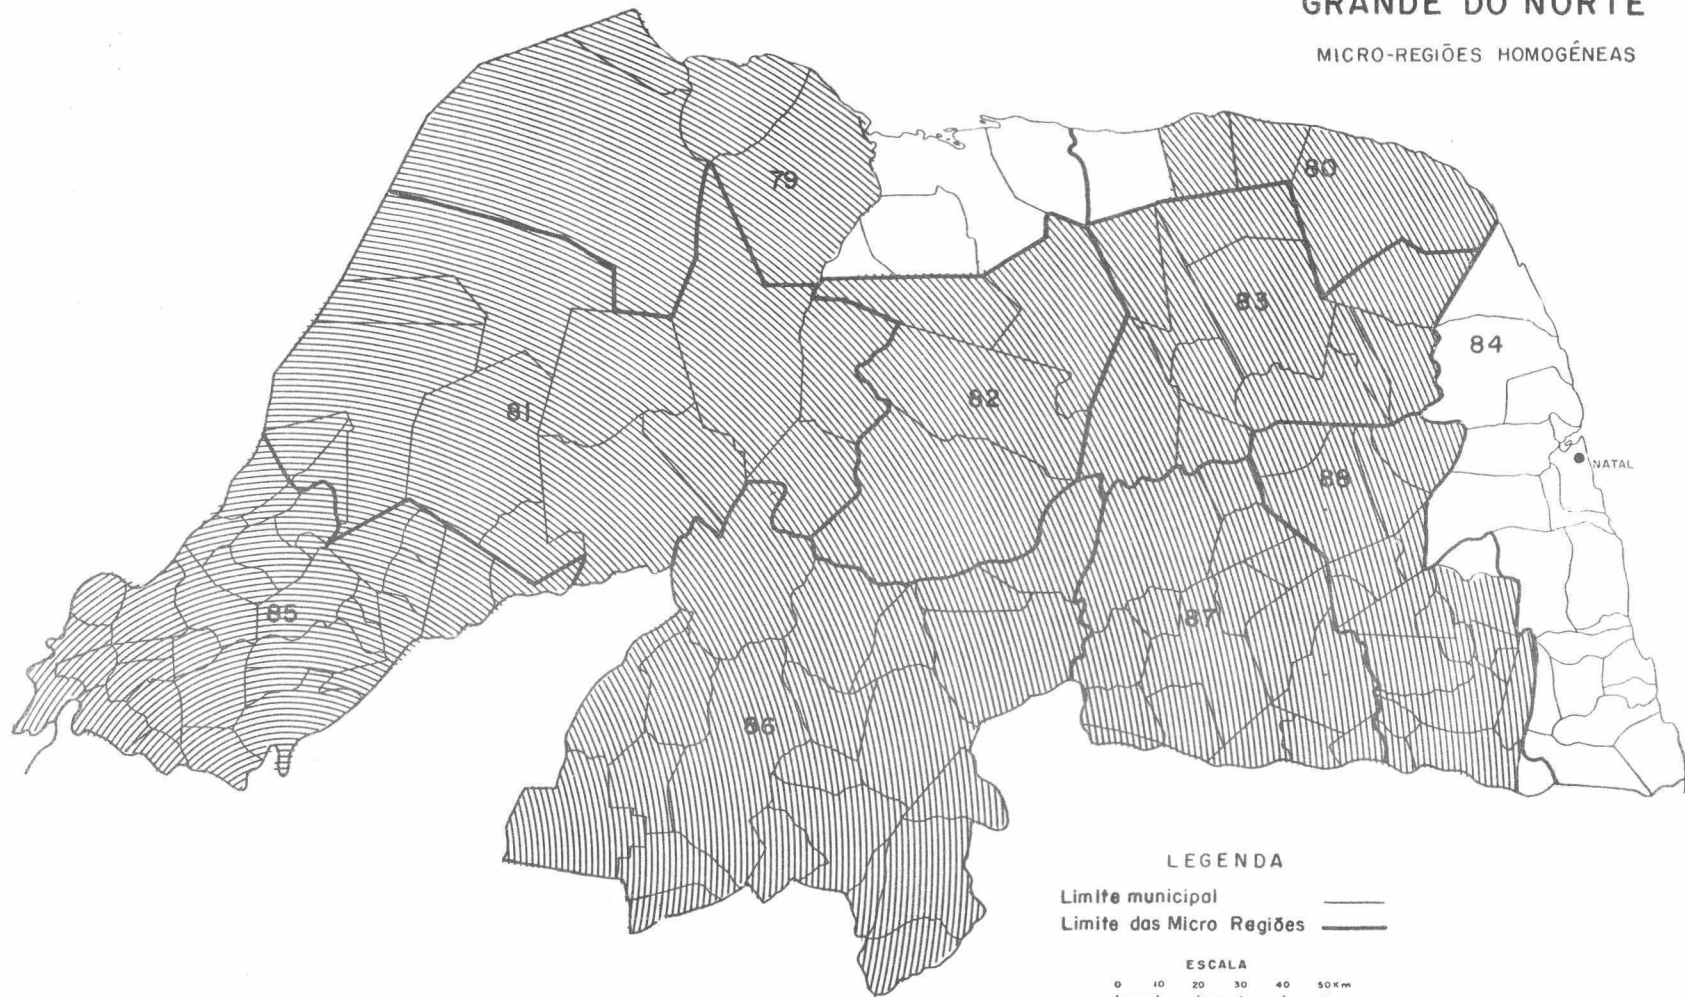 GRANDE DO NORTE
MICRO-REGIÕES HOMOGÊNEAS
79
80
83
84
81
82
NATAL
88
85
87
86
LEGENDA
Limite municipal
Limite das Micro Regiões
ESCALA
0 10 20 30 40 50Km